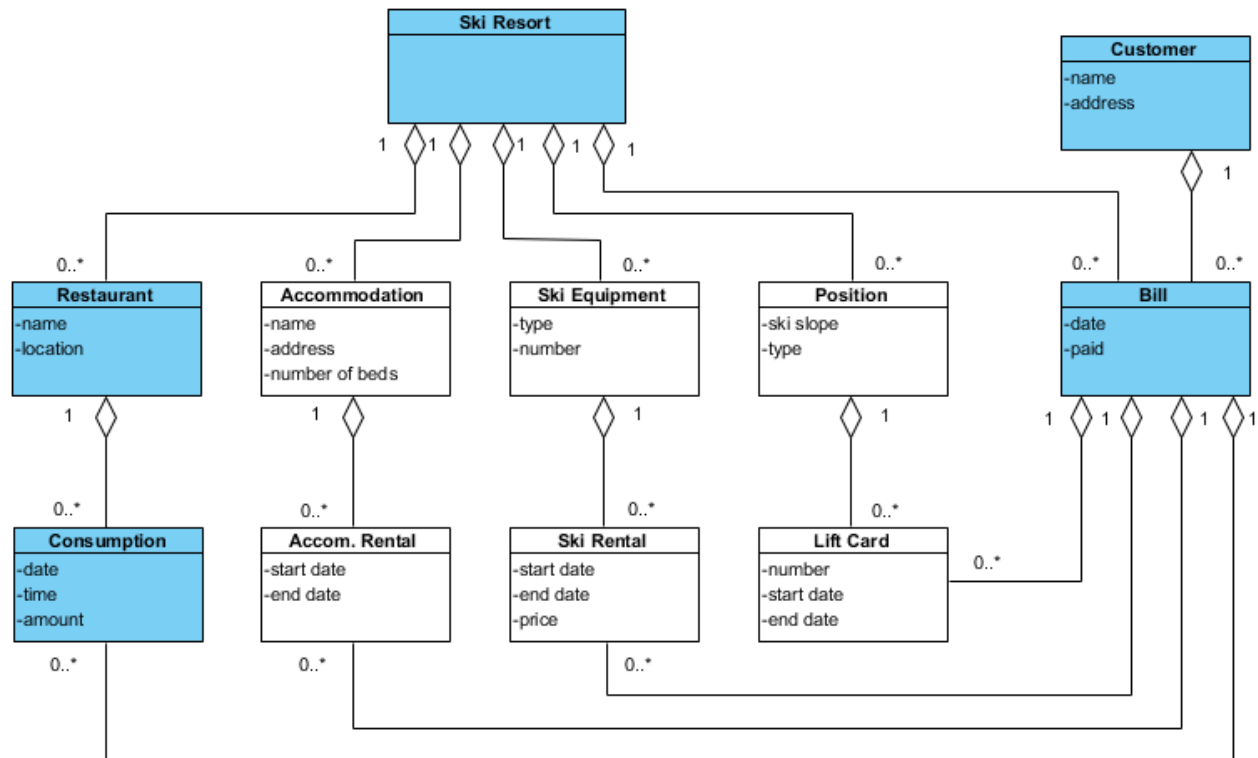 Ski Resort
Customer
-name
-address
1
1
1
1
1
1
0..*
0..*
0..*
0..*
0..*
0..*
Restaurant
-name
-location
Accommodation
-name
-address
-number of beds
Ski Equipment
-type
-number
Position
-ski slope
-type
Bill
-date
-paid
1
1
1
1
1
1
1
1
0..*
0..*
0..*
0..*
Consumption
-date
-time
-amount
Accom. Rental
-start date
-end date
Ski Rental
-start date
-end date
-price
Lift Card
-number
-start date
-end date
0..*
0..*
0..*
0..*